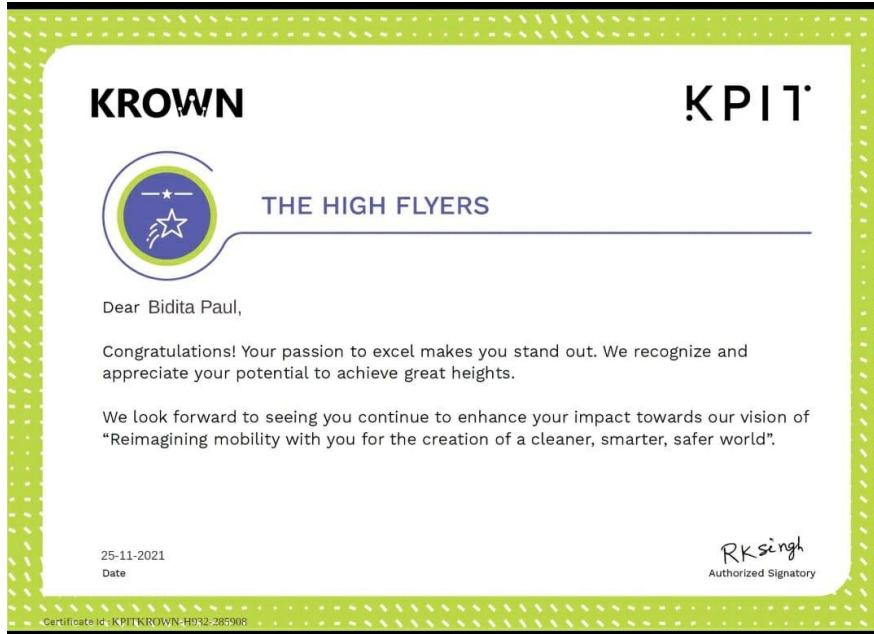 KROWN
KPIT
THE HIGH FLYERS
Dear Bidita Paul,
Congratulations! Your passion to excel makes you stand out. We recognize and
appreciate your potential to achieve great heights.
We look forward to seeing you continue to enhance your impact towards our vision of
“Reimagining mobility with you for the creation of a cleaner, smarter, safer world”.
RKsingh
25-11-2021
Date
Authorized Signatory
Certificate Id : KPITKROWN-H932-285908